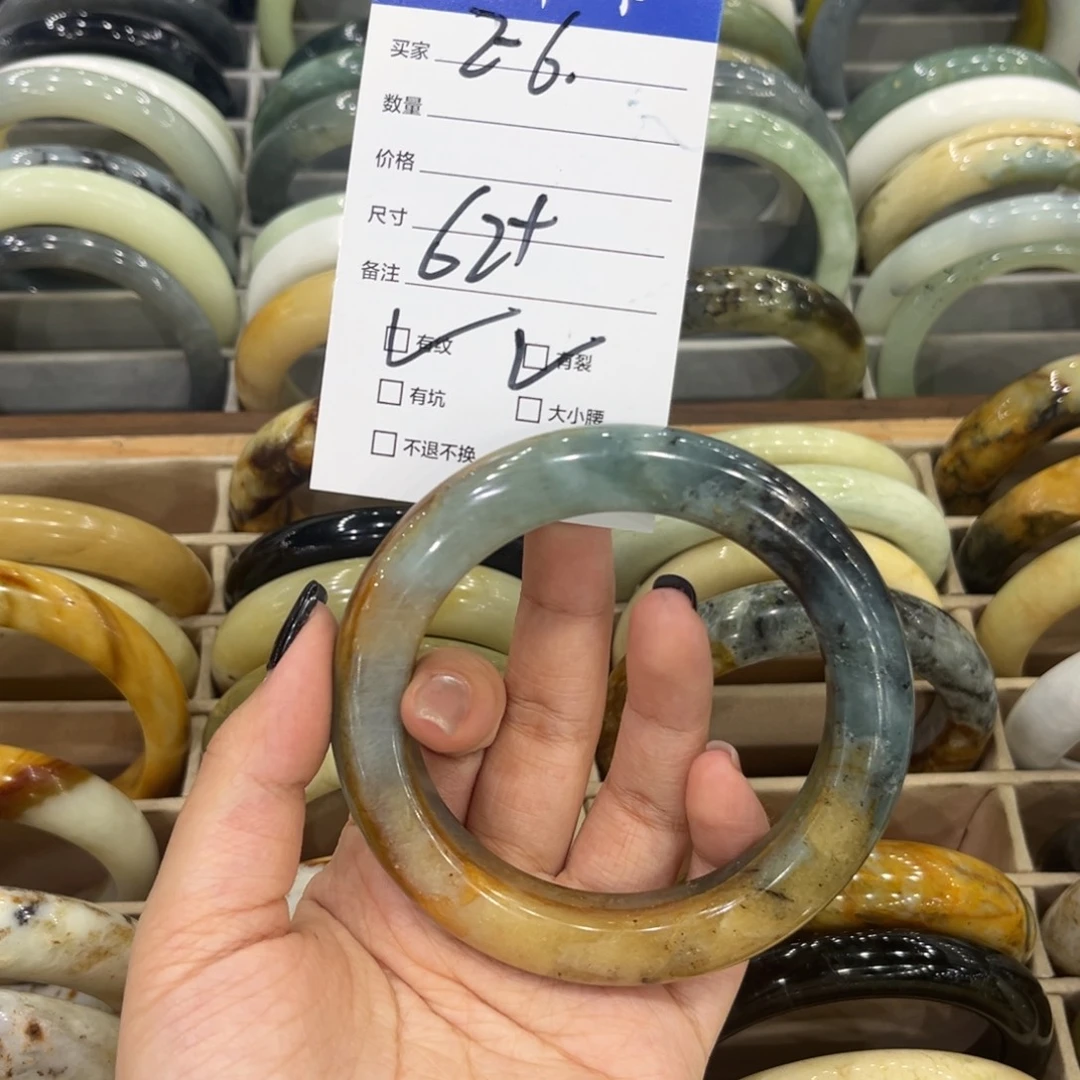 买家 Z6.
数量
价格
尺寸 62+
备注
有纹 有裂
有坑 大小腰
不退不换